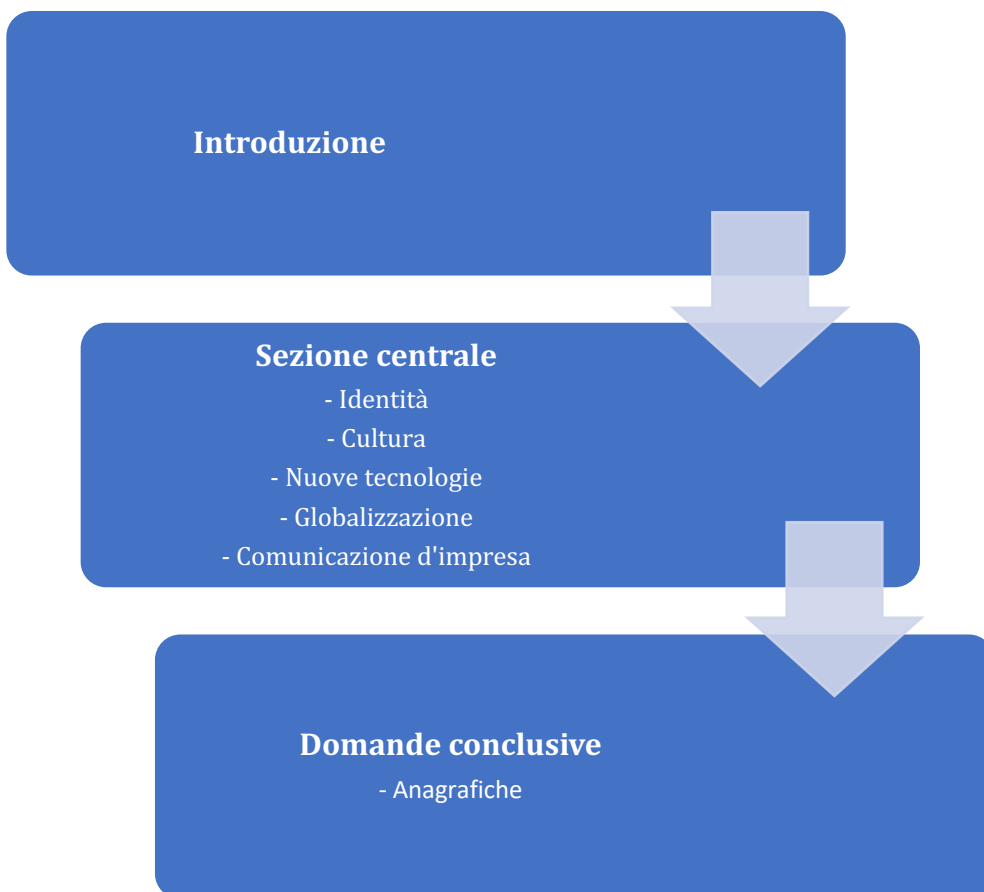 Introduzione
Sezione centrale
- Identità
- Cultura
- Nuove tecnologie
- Globalizzazione
- Comunicazione d'impresa
Domande conclusive
- Anagrafiche